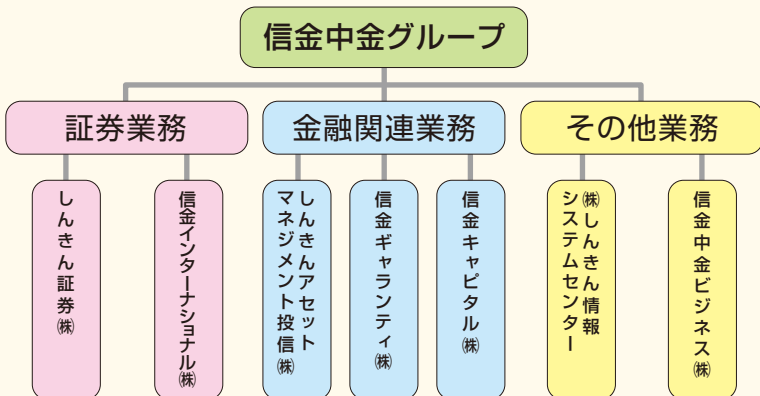 信金中金グループ
証券業務
金融関連業務
その他業務
しんきん証券㈱
信金インターナショナル㈱
しんきんアセット
マネジメント投信㈱
信金ギャランティ㈱
信金キャピタル㈱
㈱しんきん情報
システムセンター
信金中金ビジネス㈱